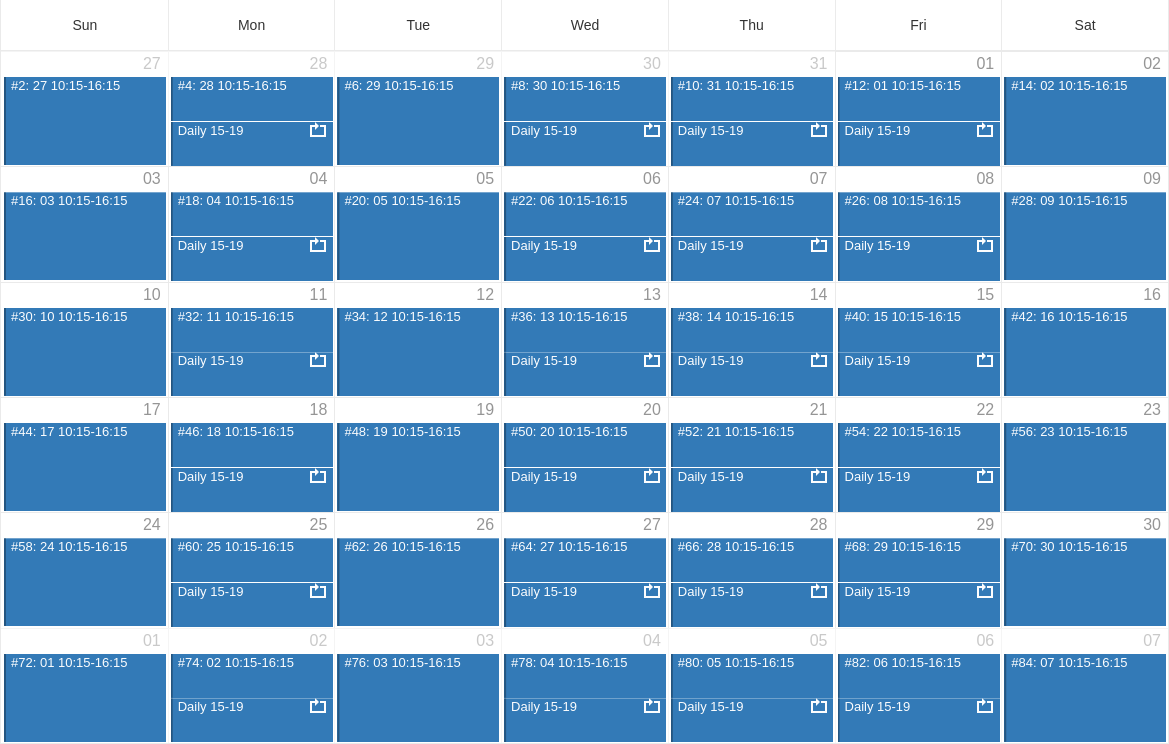 Sun Mon Tue Wed Thu Fri Sat
27 28 29 30 31 01 02
#2: 27 10:15-16:15 #4: 28 10:15-16:15 #6: 29 10:15-16:15 #8: 30 10:15-16:15 #10: 31 10:15-16:15 #12: 01 10:15-16:15 #14: 02 10:15-16:15
Daily 15-19 Daily 15-19 Daily 15-19 Daily 15-19
03 04 05 06 07 08 09
#16: 03 10:15-16:15 #18: 04 10:15-16:15 #20: 05 10:15-16:15 #22: 06 10:15-16:15 #24: 07 10:15-16:15 #26: 08 10:15-16:15 #28: 09 10:15-16:15
Daily 15-19 Daily 15-19 Daily 15-19 Daily 15-19
10 11 12 13 14 15 16
#30: 10 10:15-16:15 #32: 11 10:15-16:15 #34: 12 10:15-16:15 #36: 13 10:15-16:15 #38: 14 10:15-16:15 #40: 15 10:15-16:15 #42: 16 10:15-16:15
Daily 15-19 Daily 15-19 Daily 15-19 Daily 15-19
17 18 19 20 21 22 23
#44: 17 10:15-16:15 #46: 18 10:15-16:15 #48: 19 10:15-16:15 #50: 20 10:15-16:15 #52: 21 10:15-16:15 #54: 22 10:15-16:15 #56: 23 10:15-16:15
Daily 15-19 Daily 15-19 Daily 15-19 Daily 15-19
24 25 26 27 28 29 30
#58: 24 10:15-16:15 #60: 25 10:15-16:15 #62: 26 10:15-16:15 #64: 27 10:15-16:15 #66: 28 10:15-16:15 #68: 29 10:15-16:15 #70: 30 10:15-16:15
Daily 15-19 Daily 15-19 Daily 15-19 Daily 15-19
01 02 03 04 05 06 07
#72: 01 10:15-16:15 #74: 02 10:15-16:15 #76: 03 10:15-16:15 #78: 04 10:15-16:15 #80: 05 10:15-16:15 #82: 06 10:15-16:15 #84: 07 10:15-16:15
Daily 15-19 Daily 15-19 Daily 15-19 Daily 15-19